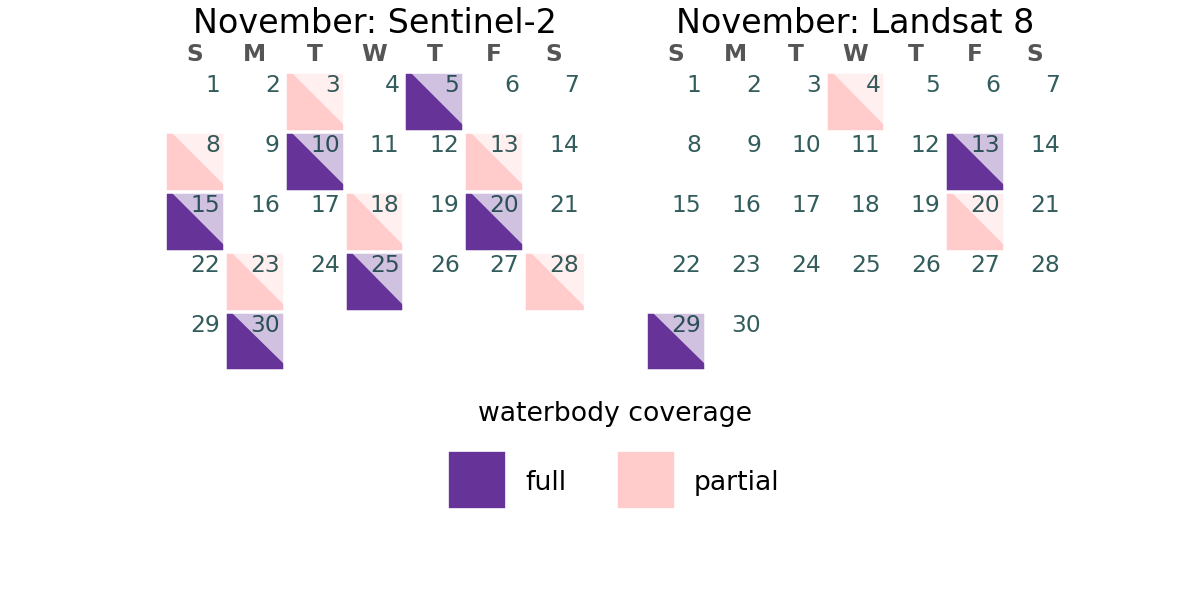 November: Sentinel-2
S M T W T F S
1 2 3 4 5 6 7
8 9 10 11 12 13 14
15 16 17 18 19 20 21
22 23 24 25 26 27 28
29 30
November: Landsat 8
S M T W T F S
1 2 3 4 5 6 7
8 9 10 11 12 13 14
15 16 17 18 19 20 21
22 23 24 25 26 27 28
29 30
waterbody coverage
full partial